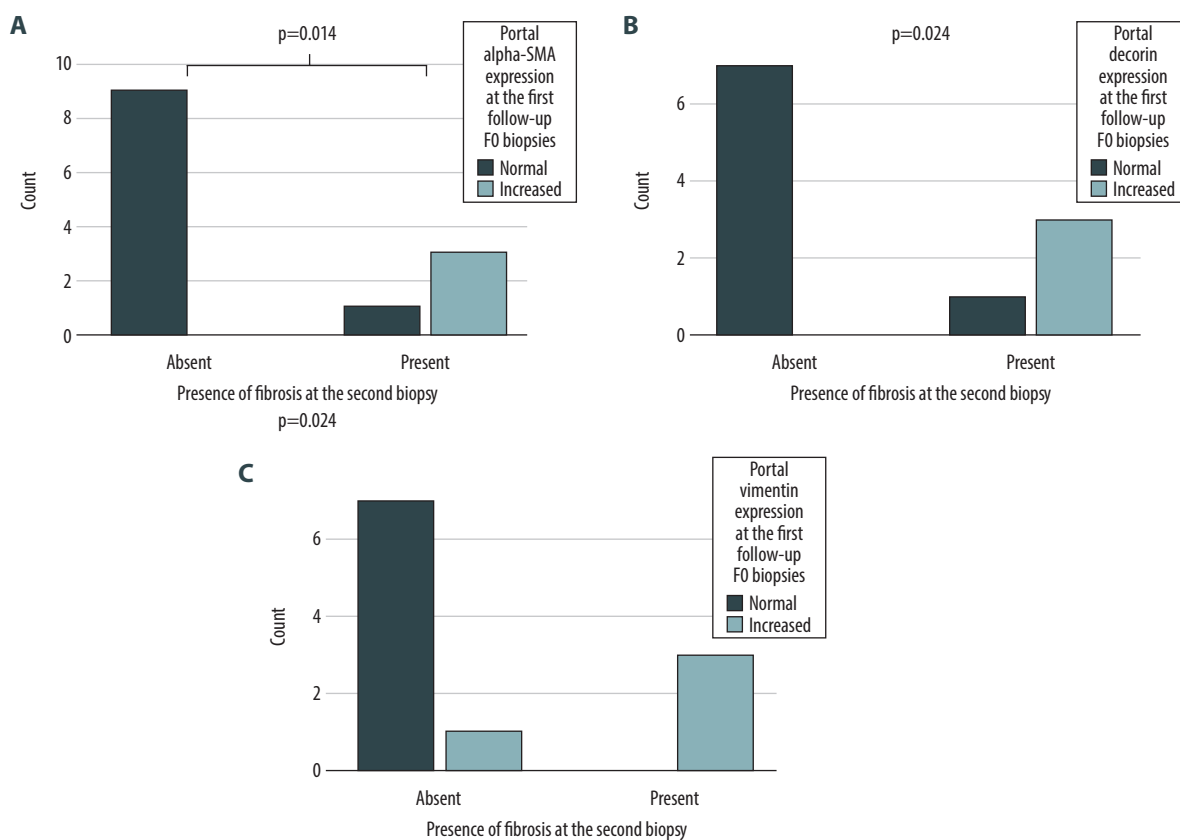 A
p=0.014
Portal
alpha-SMA
expression
at the first
follow-up
F0 biopsies
Normal
Increased
10
8
6
4
2
0
Count
Absent
Present
Presence of fibrosis at the second biopsy
B
p=0.024
Portal
decorin
expression
at the first
follow-up
F0 biopsies
Normal
Increased
6
4
2
0
Count
Absent
Present
Presence of fibrosis at the second biopsy
p=0.024
C
Portal
vimentin
expression
at the first
follow-up
F0 biopsies
Normal
Increased
6
4
2
0
Count
Absent
Present
Presence of fibrosis at the second biopsy